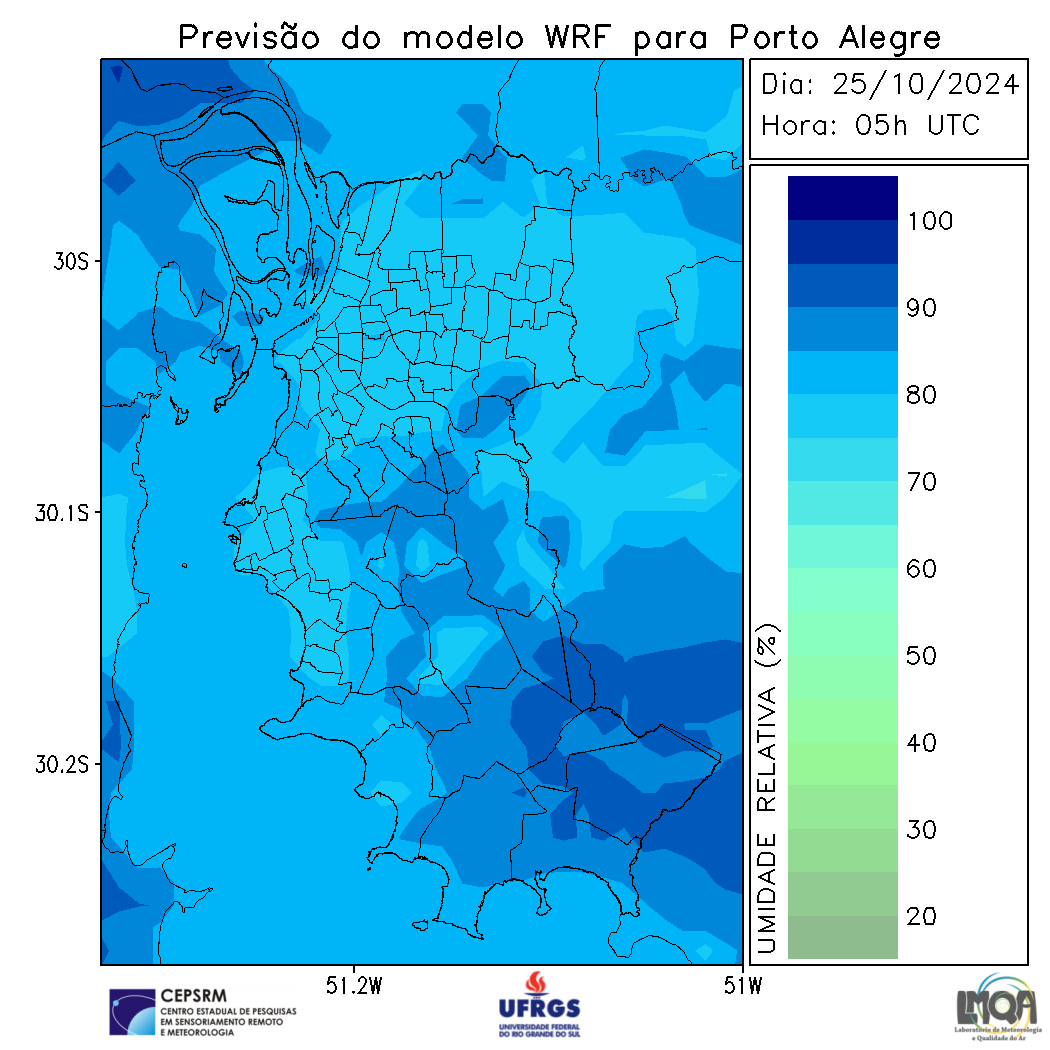 Previsão do modelo WRF para Porto Alegre
Dia: 25/10/2024
Hora: 05h UTC
30S
30.1S
30.2S
51.2W
51W
100
90
80
70
60
50
40
30
20
UMIDADE RELATIVA (%)
CEPSRM
CENTRO ESTADUAL DE PESQUISAS
EM SENSORIAMENTO REMOTO
E METEOROLOGIA
UFRGS
UNIVERSIDADE FEDERAL
DO RIO GRANDE DO SUL
LMQA
Laboratório de Meteorologia
e Qualidade do Ar